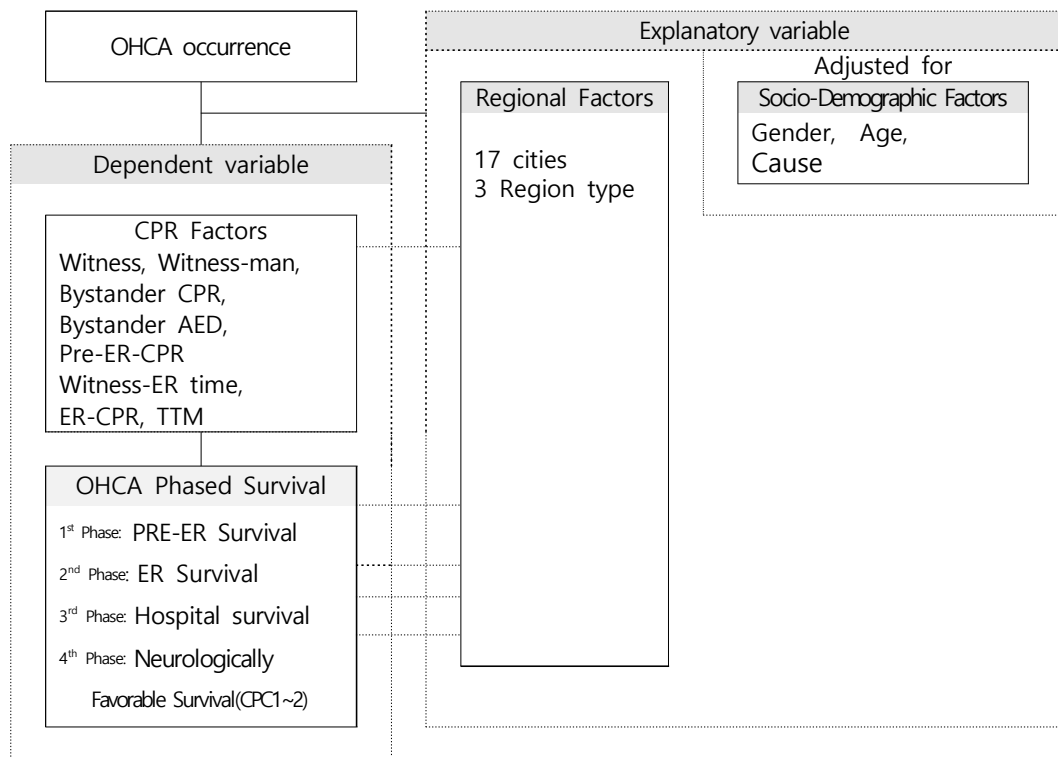 OHCA occurrence
Explanatory variable
Adjusted for
Regional Factors
17 cities
3 Region type
Socio-Demographic Factors
Gender, Age,
Cause
Dependent variable
CPR Factors
Witness, Witness-man,
Bystander CPR,
Bystander AED,
Pre-ER-CPR
Witness-ER time,
ER-CPR, TTM
OHCA Phased Survival
1st Phase: PRE-ER Survival
2nd Phase: ER Survival
3rd Phase: Hospital survival
4th Phase: Neurologically
Favorable Survival(CPC1~2)